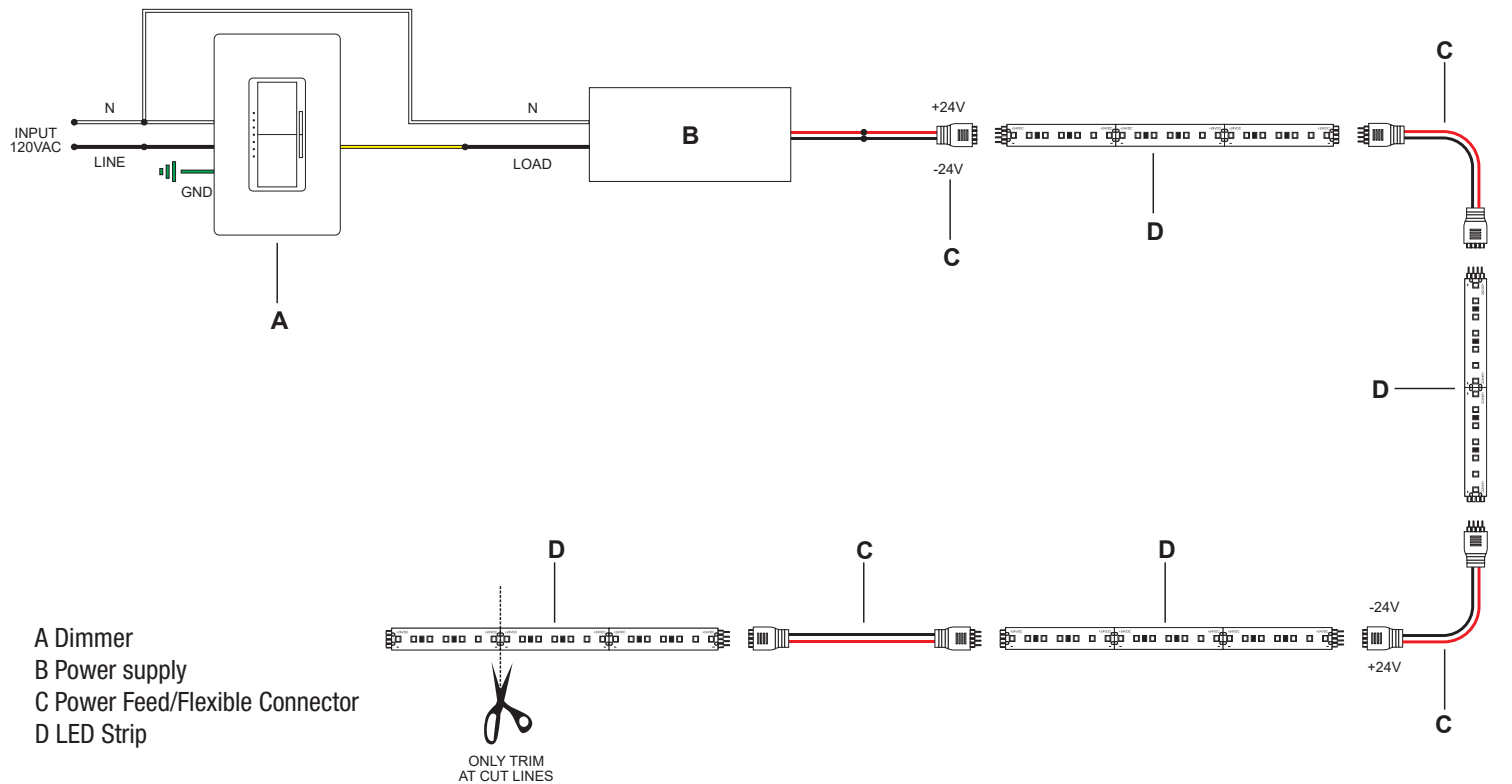 C
N
N
+24V
INPUT
120VAC
B
LINE
LOAD
-24V
GND
D
C
A
D
D
C
D
-24V
+24V
C
A Dimmer
B Power supply
C Power Feed/Flexible Connector
D LED Strip
ONLY TRIM
AT CUT LINES